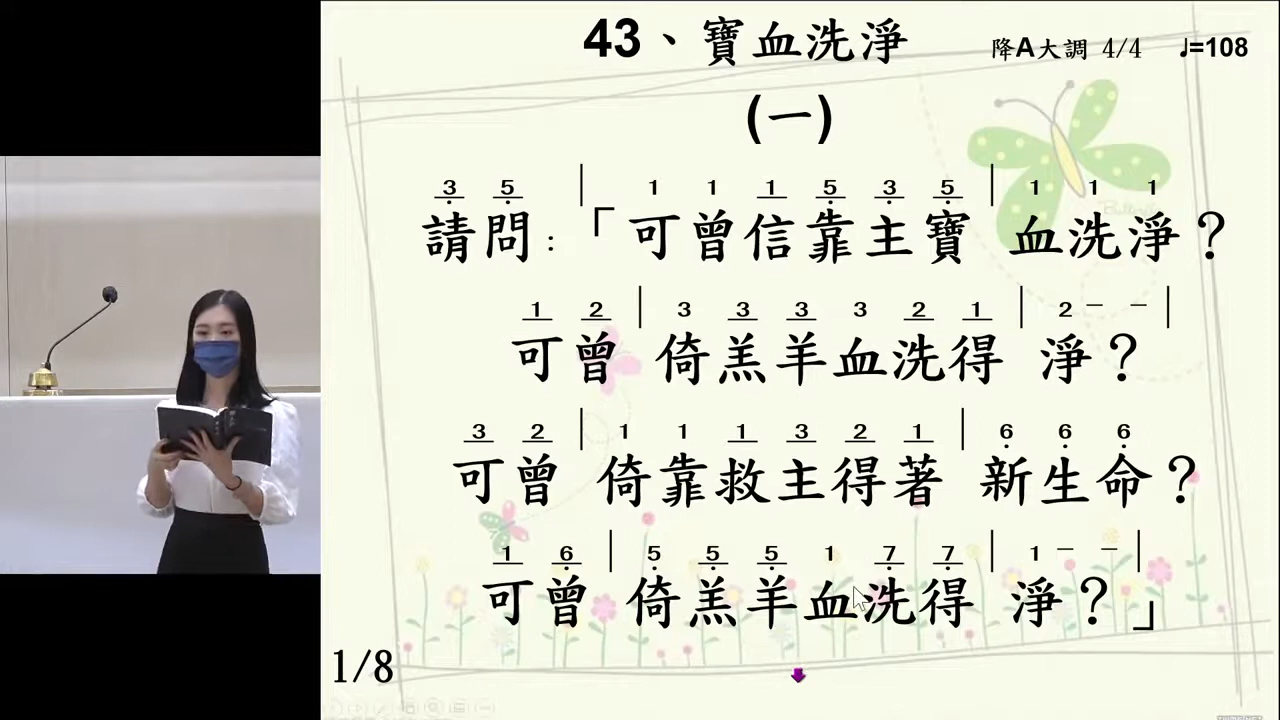 43、寶血洗淨
降A大調 4/4 ♩=108
(一)
3 5 | 1 1 1 5 3 5 | 1 1 1
請問：「可曾信靠主寶 血洗淨？
1 2 | 3 3 3 3 2 1 | 2 – – |
可曾 倚羔羊血洗得 淨？
3 2 | 1 1 1 3 2 1 | 6 6 6
可曾 倚靠救主得著 新生命？
1 6 | 5 5 5 1 7 7 | 1 – – |
可曾 倚羔羊血洗得 淨？」
1/8